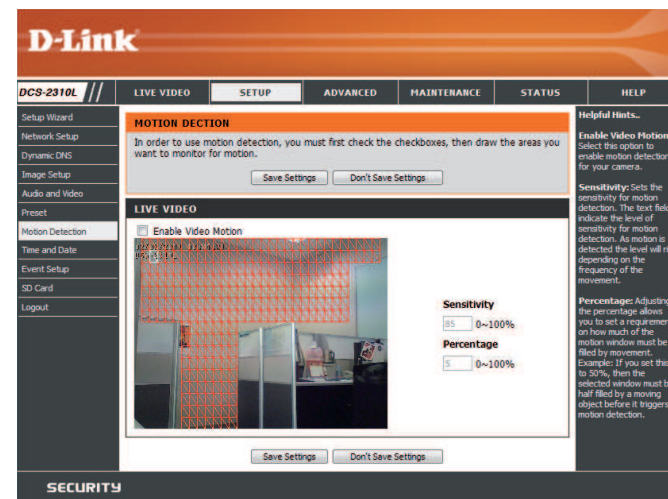 D-Link
DCS-2310L // LIVE VIDEO SETUP ADVANCED MAINTENANCE STATUS HELP
Setup Wizard
Network Setup
Dynamic DNS
Image Setup
Audio and Video
Preset
Motion Detection
Time and Date
Event Setup
SD Card
Logout
MOTION DECTION
In order to use motion detection, you must first check the checkboxes, then draw the areas you
want to monitor for motion.
Save Settings Don't Save Settings
LIVE VIDEO
Enable Video Motion
Sensitivity
85 0~100%
Percentage
5 0~100%
Save Settings Don't Save Settings
Helpful Hints..
Enable Video Motion
Select this option to
enable motion detection
for your camera.
Sensitivity: Sets the
sensitivity for motion
detection. The text field
indicate the level of
sensitivity for motion
detection. As motion is
detected the level will
depending on the
frequency of the
movement.
Percentage: Adjusting
the percentage allows
you to set a requiremen
on how much of the
motion window must be
filled by movement.
Example: If you set this
to 50%, then the
selected window must b
half filled by a moving
object before it triggers
motion detection.
SECURITY